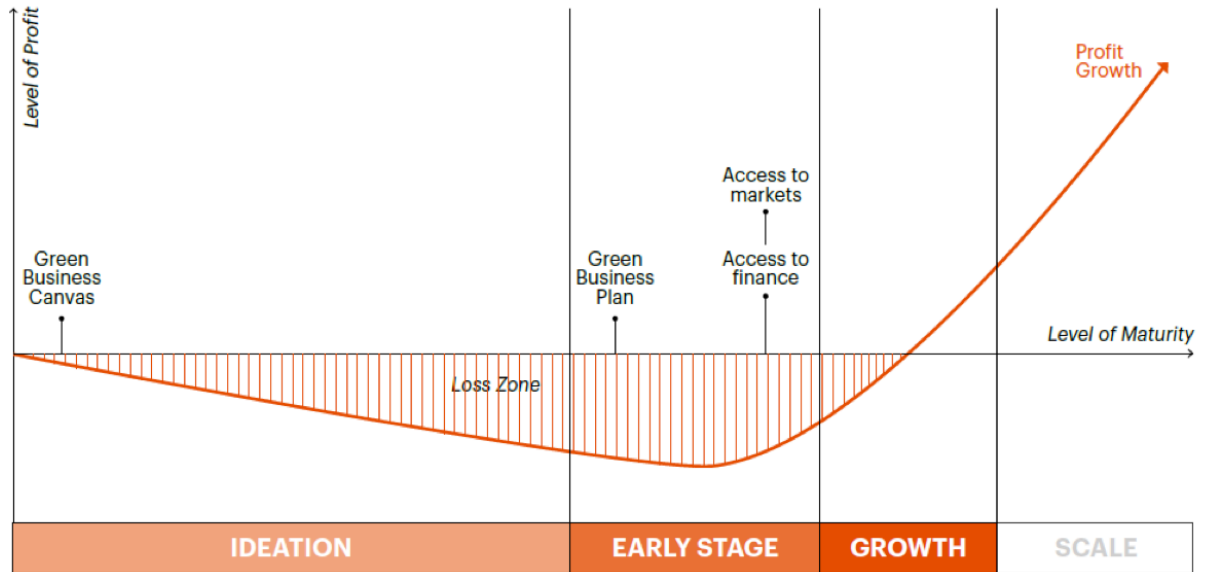 Level of Profit
Profit
Growth
Access to
markets
Green
Business
Canvas
Green
Business
Plan
Access to
finance
Level of Maturity
Loss Zone
IDEATION
EARLY STAGE
GROWTH
SCALE